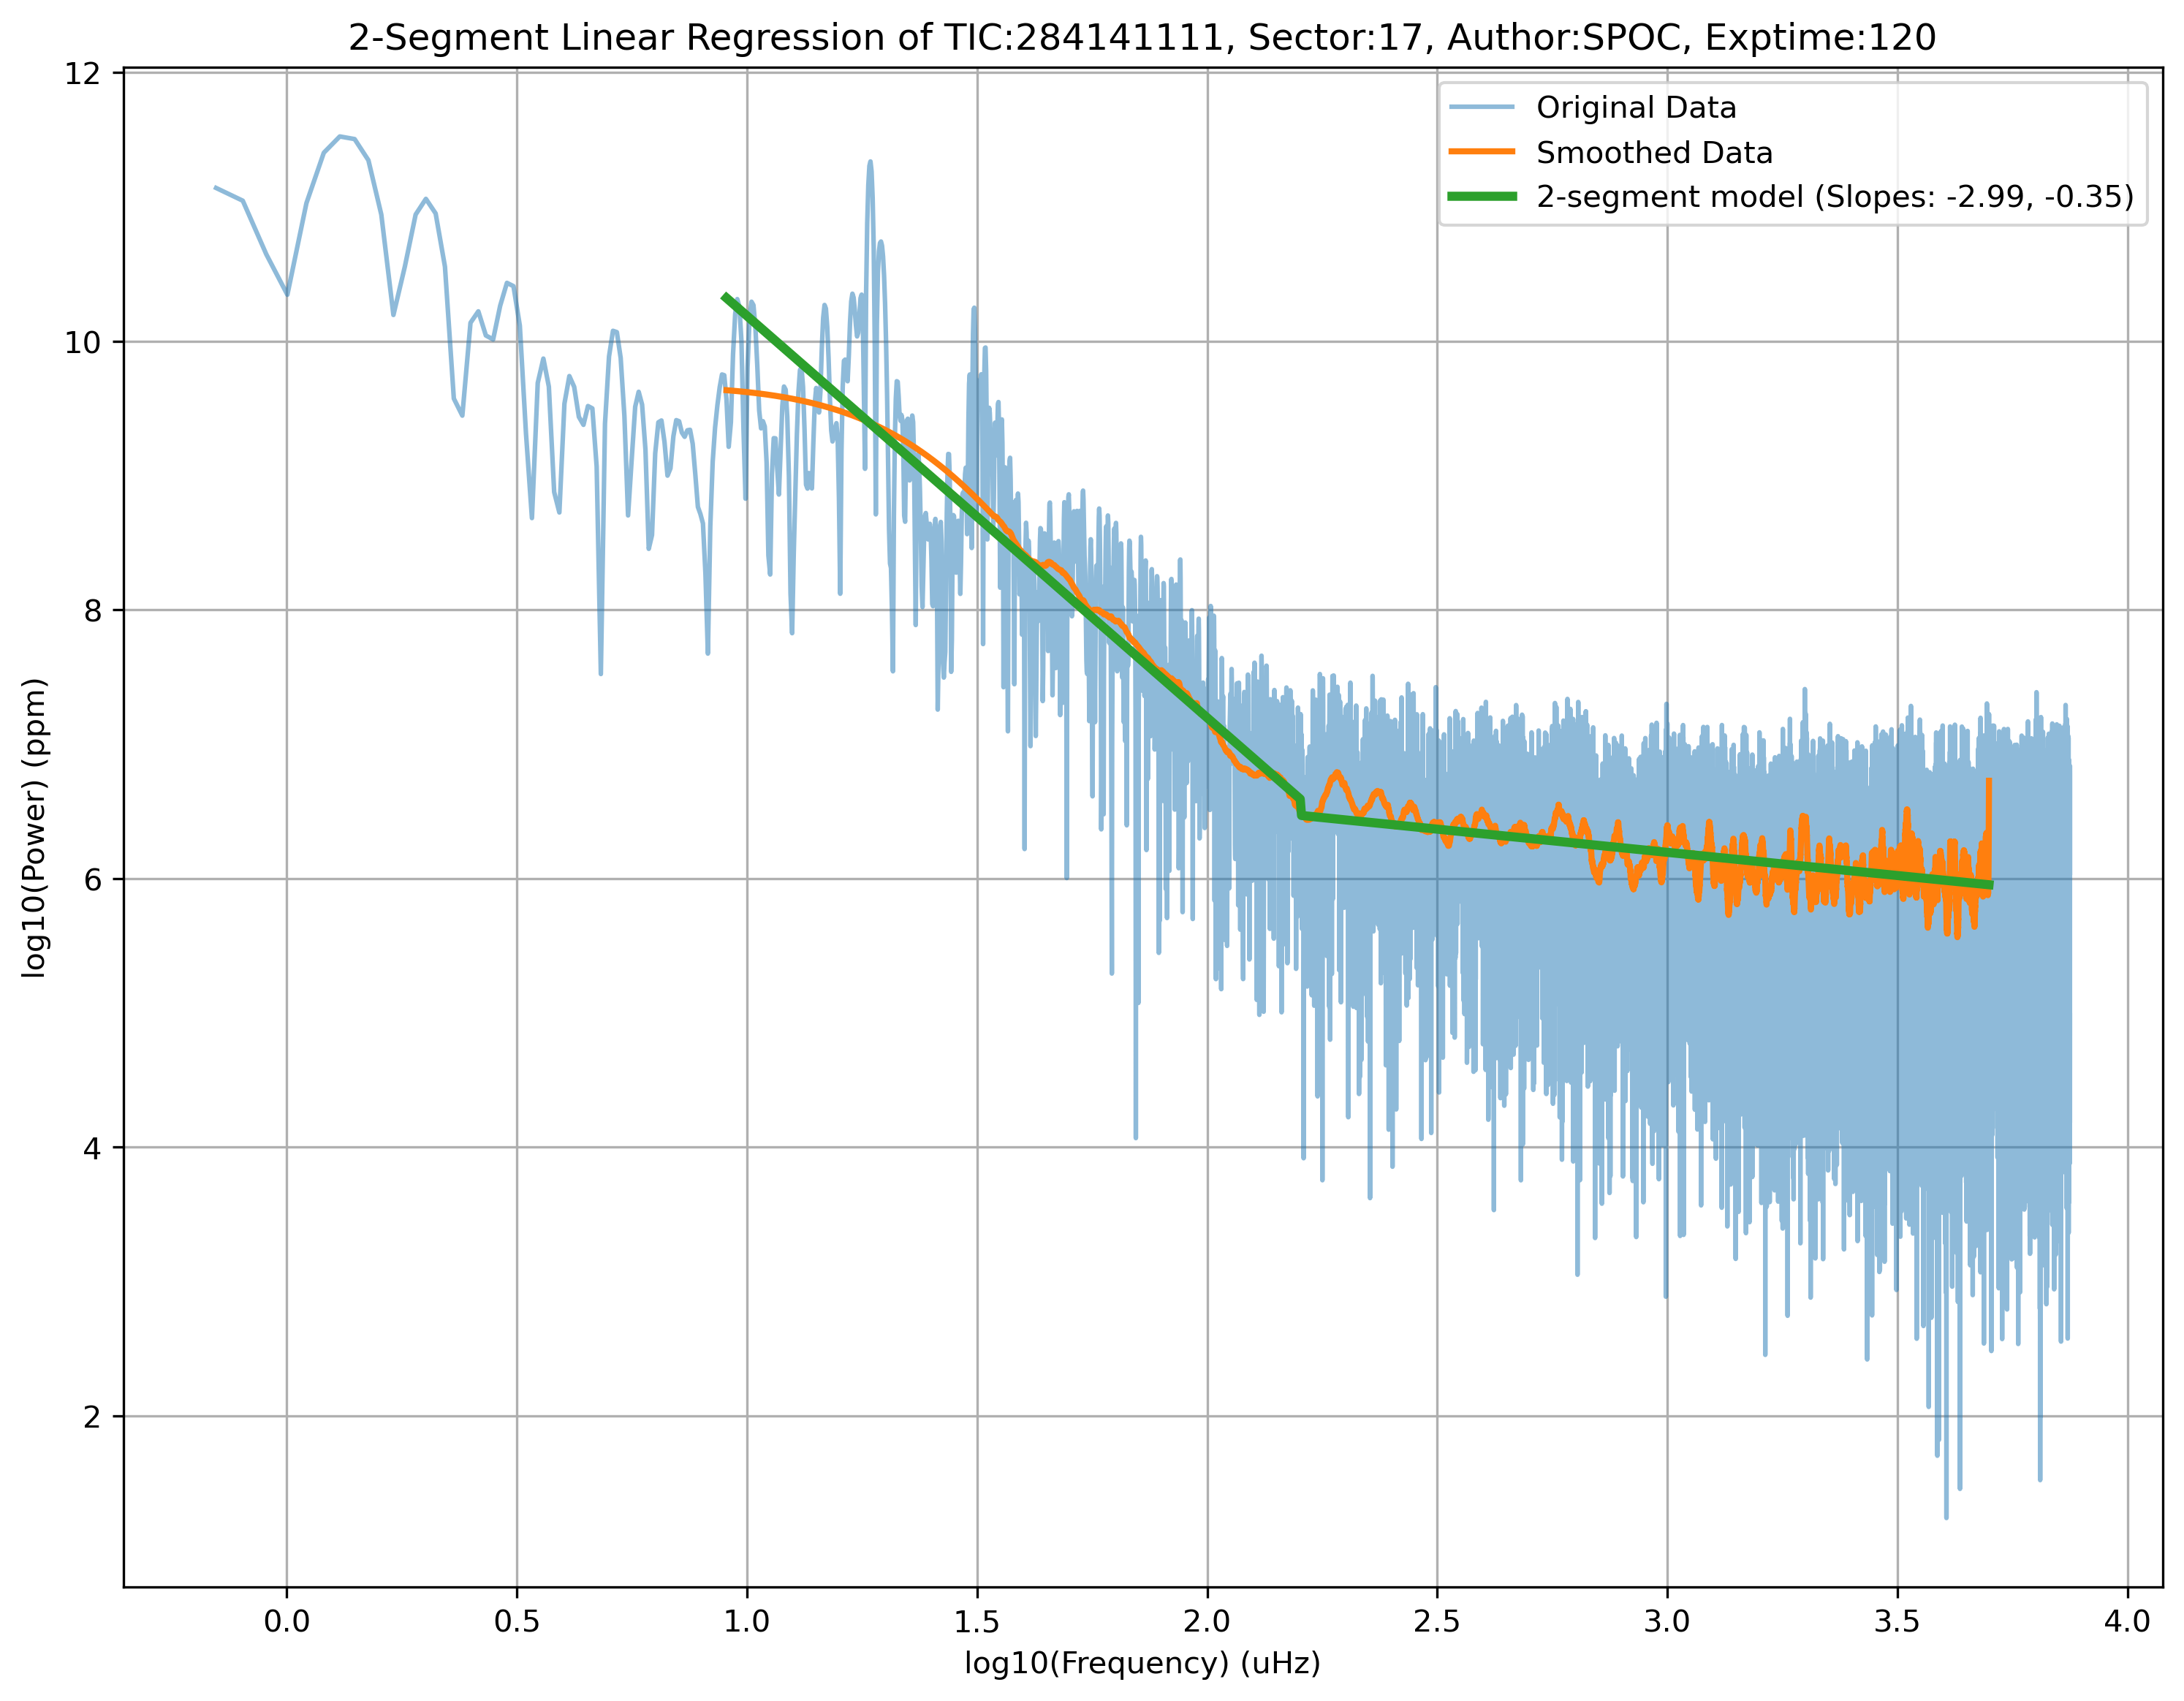 2-Segment Linear Regression of TIC:284141111, Sector:17, Author:SPOC, Exptime:120
Original Data
Smoothed Data
2-segment model (Slopes: -2.99, -0.35)
log10(Power) (ppm)
12
10
8
6
4
2
0.0 0.5 1.0 1.5 2.0 2.5 3.0 3.5 4.0
log10(Frequency) (uHz)